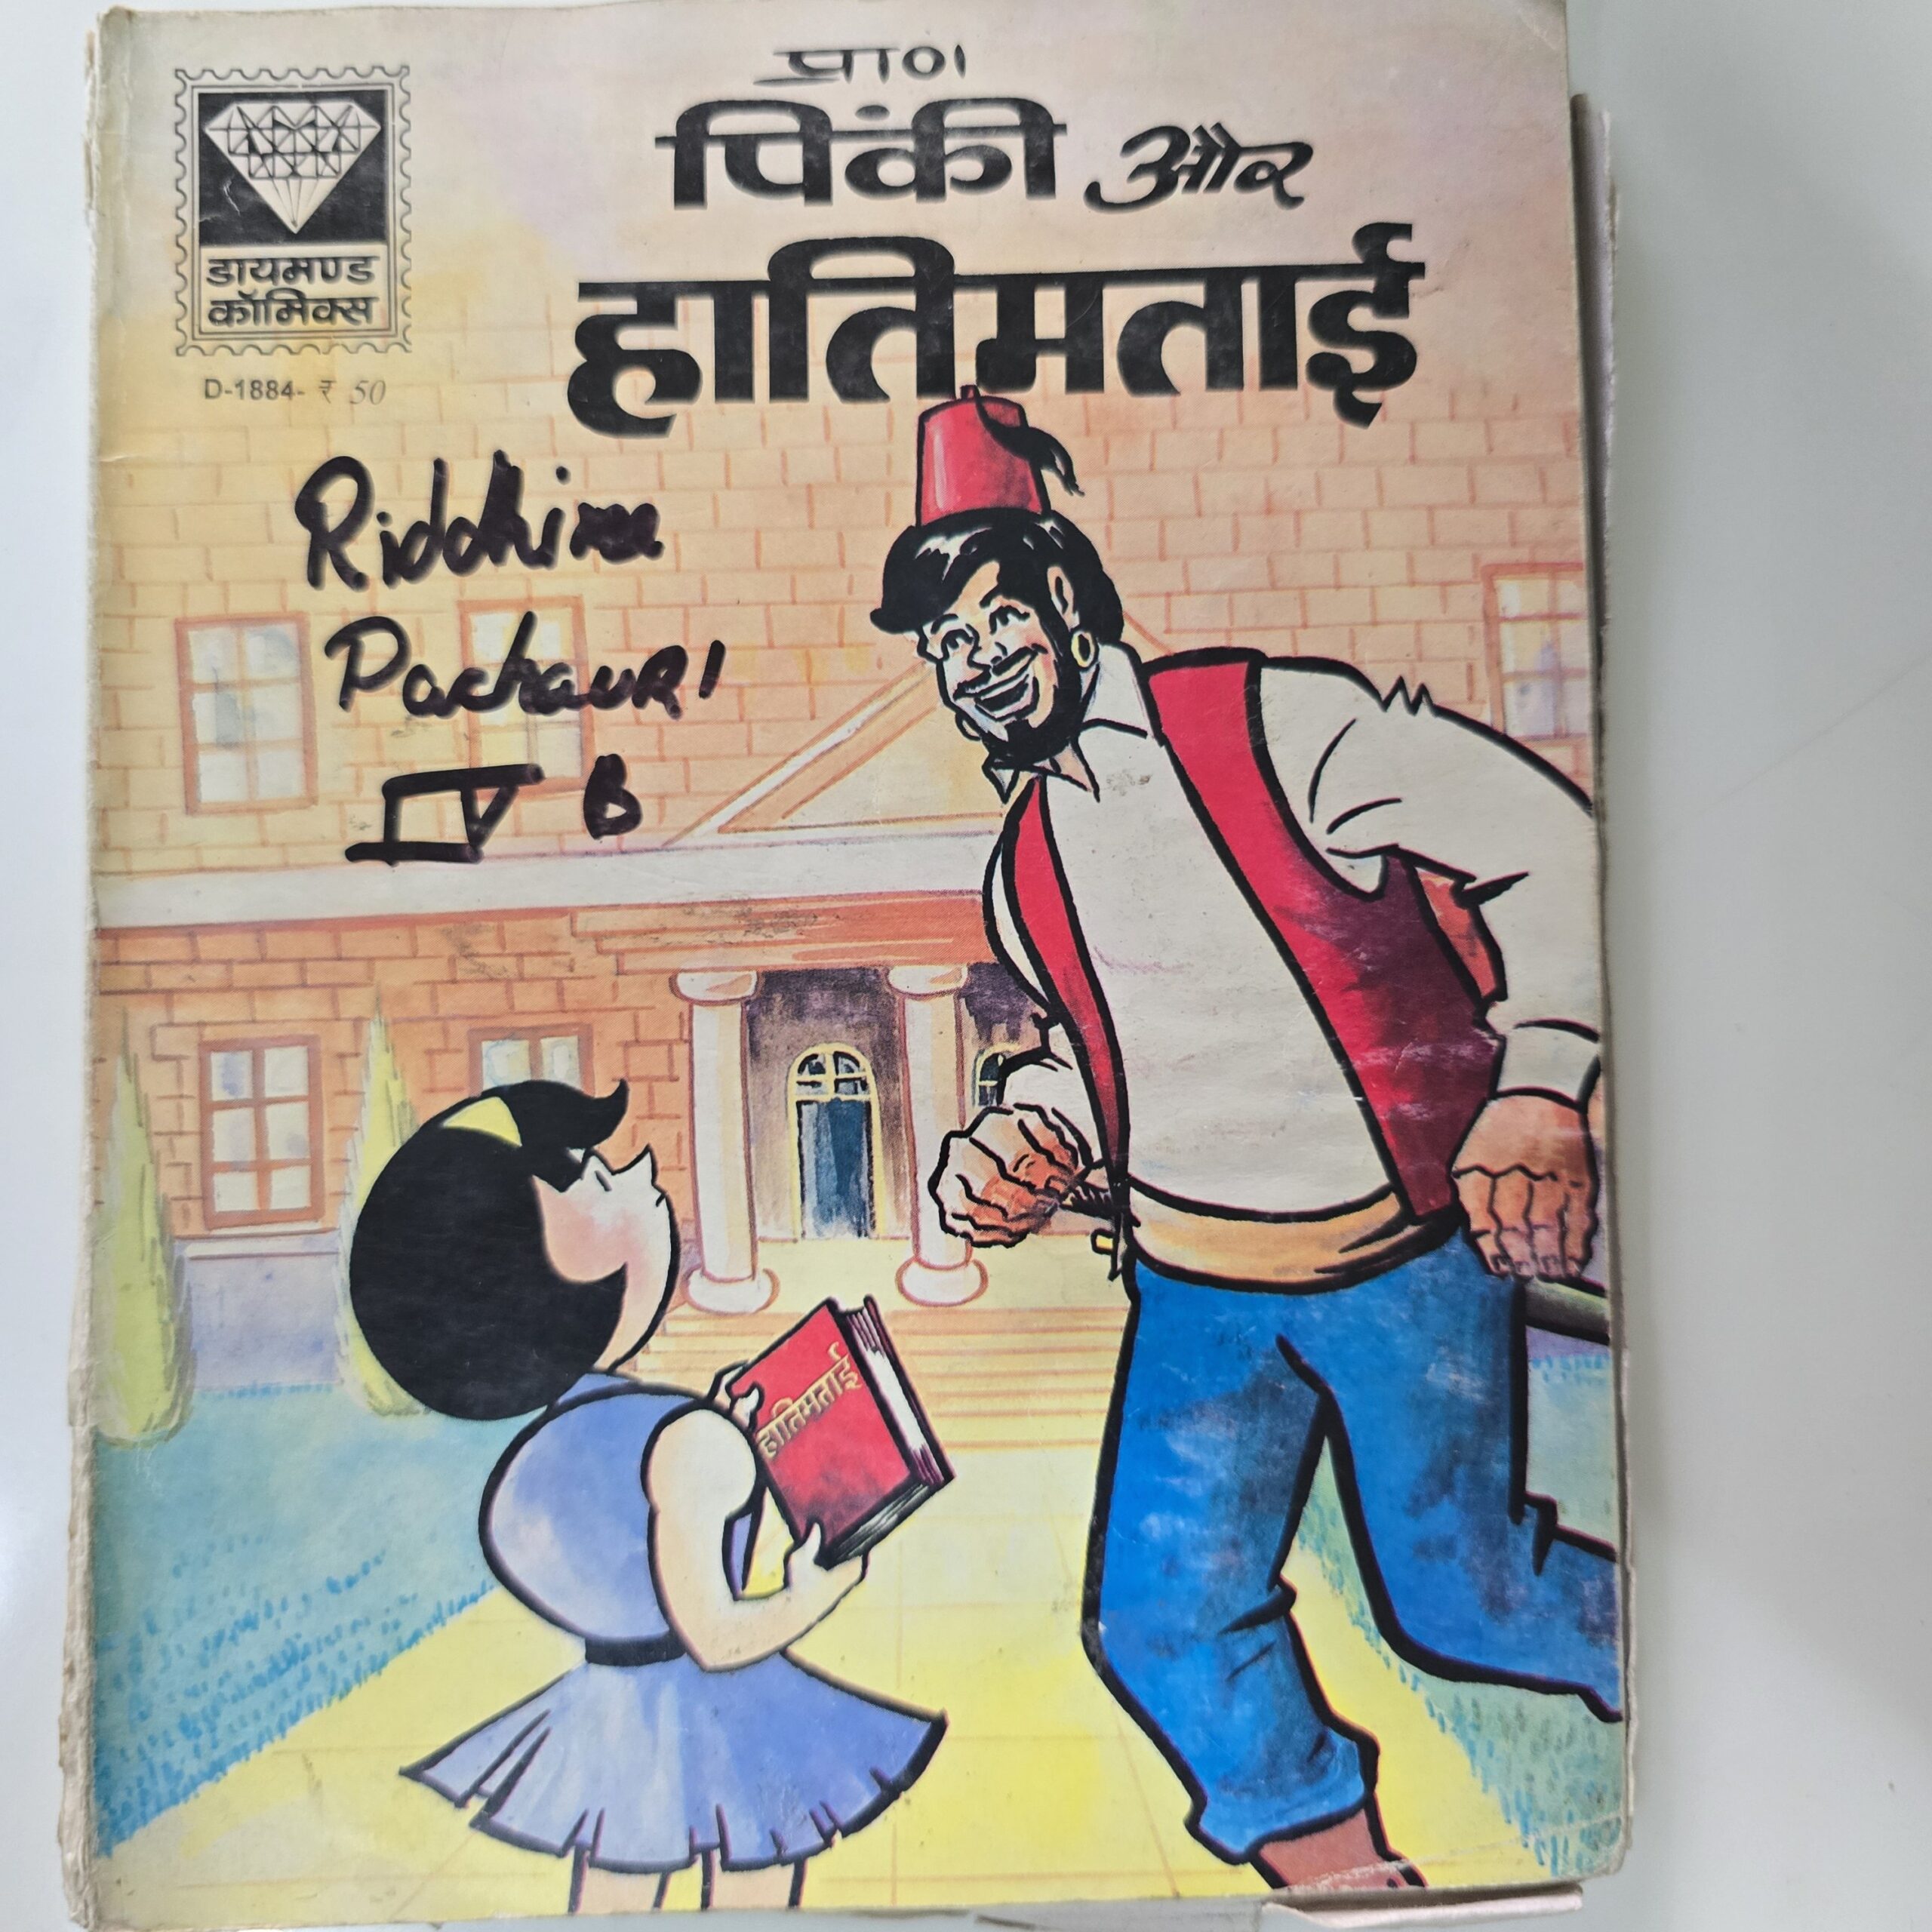 प्राण
पिंकी और
हातिमताई
डायमण्ड
कॉमिक्स
D-1884- ₹ 50
Riddhima
Pachauri
IV B
हातिमताई